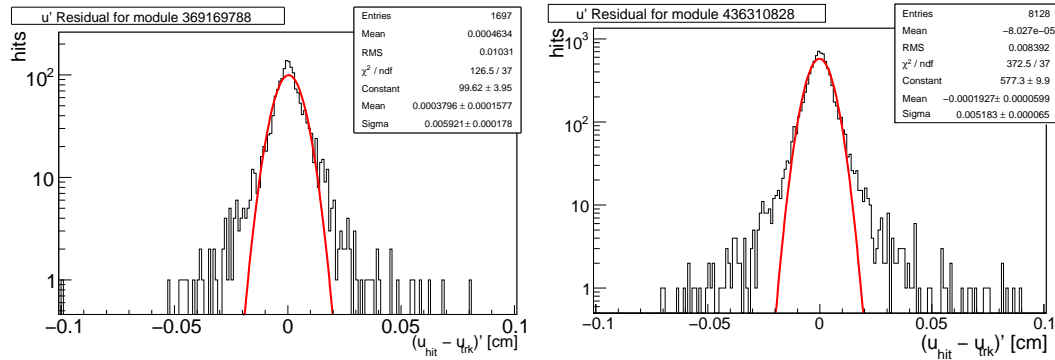 u' Residual for module 369169788
Entries 1697
Mean 0.0004634
RMS 0.01031
χ² / ndf 126.5 / 37
Constant 99.62 ± 3.95
Mean 0.0003796 ± 0.0001577
Sigma 0.005921 ± 0.000178
hits
10²
10
1
−0.1 −0.05 0 0.05 0.1
(u_hit − u_trk)' [cm]
u' Residual for module 436310828
Entries 8128
Mean −8.027e−05
RMS 0.008392
χ² / ndf 372.5 / 37
Constant 577.3 ± 9.9
Mean −0.0001927 ± 0.0000599
Sigma 0.005183 ± 0.000065
hits
10³
10²
10
1
−0.1 −0.05 0 0.05 0.1
(u_hit − u_trk)' [cm]